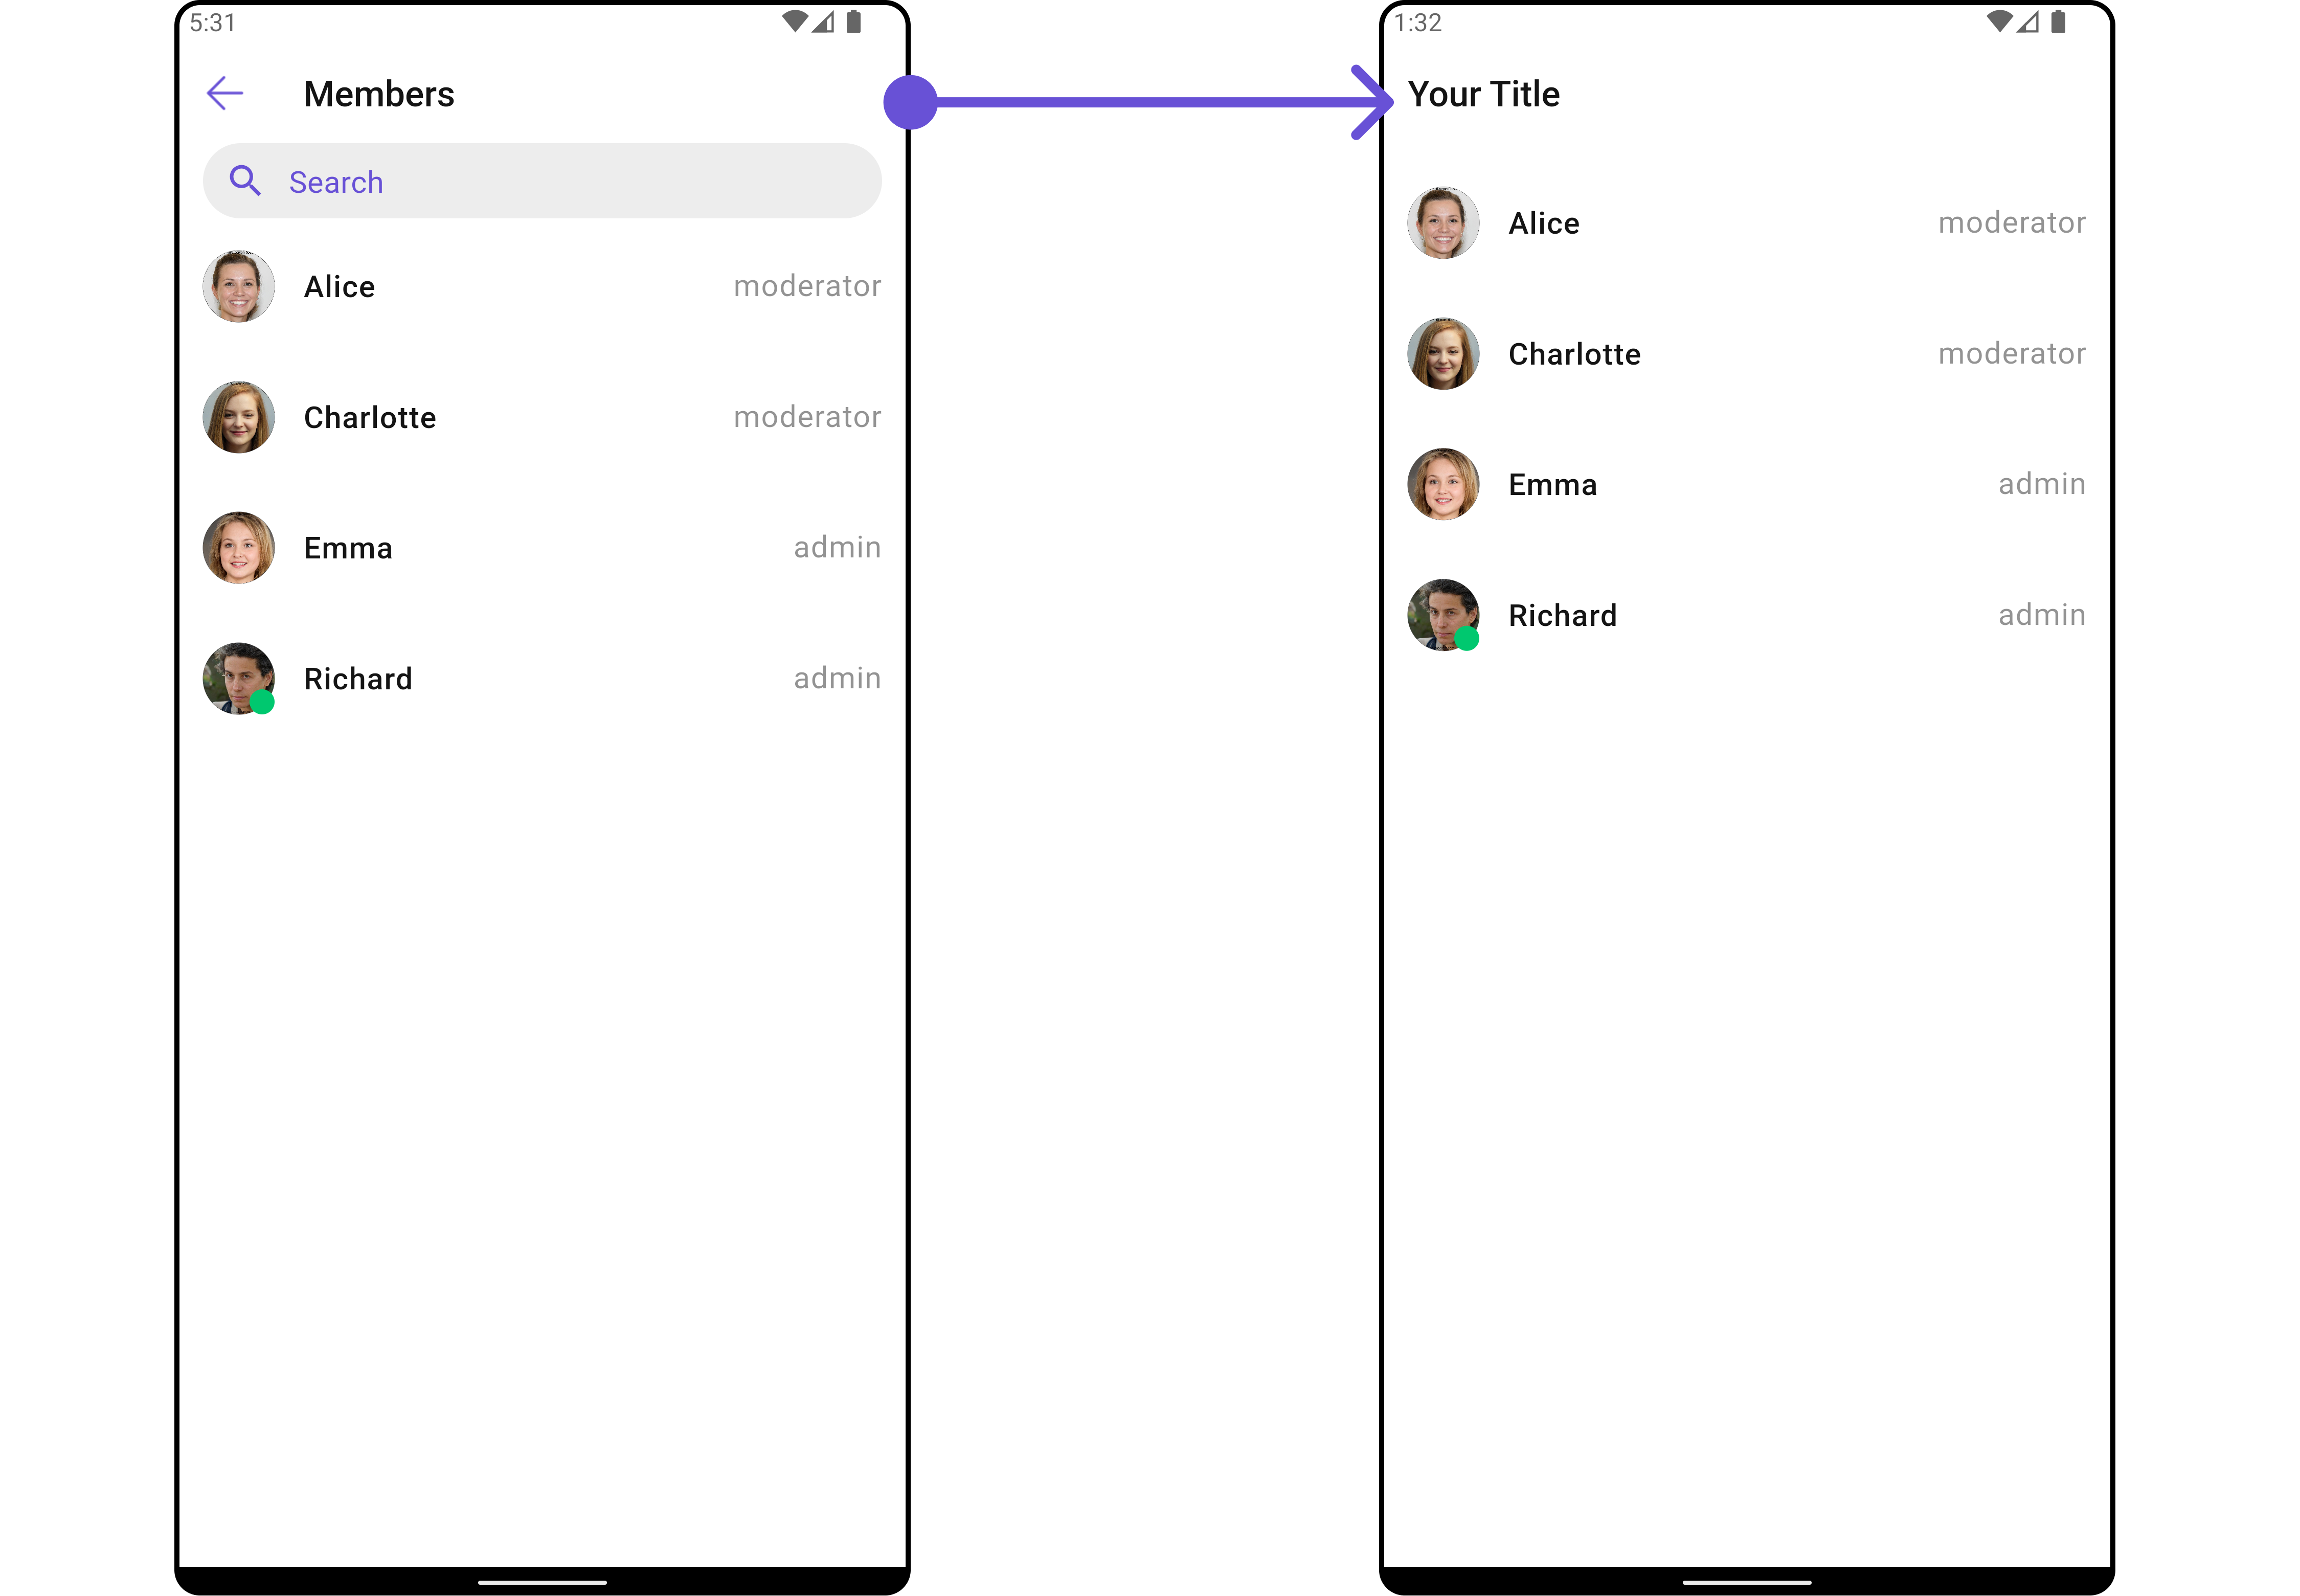 5:31
Members
Search
Alice moderator
Charlotte moderator
Emma admin
Richard admin
1:32
Your Title
Alice moderator
Charlotte moderator
Emma admin
Richard admin